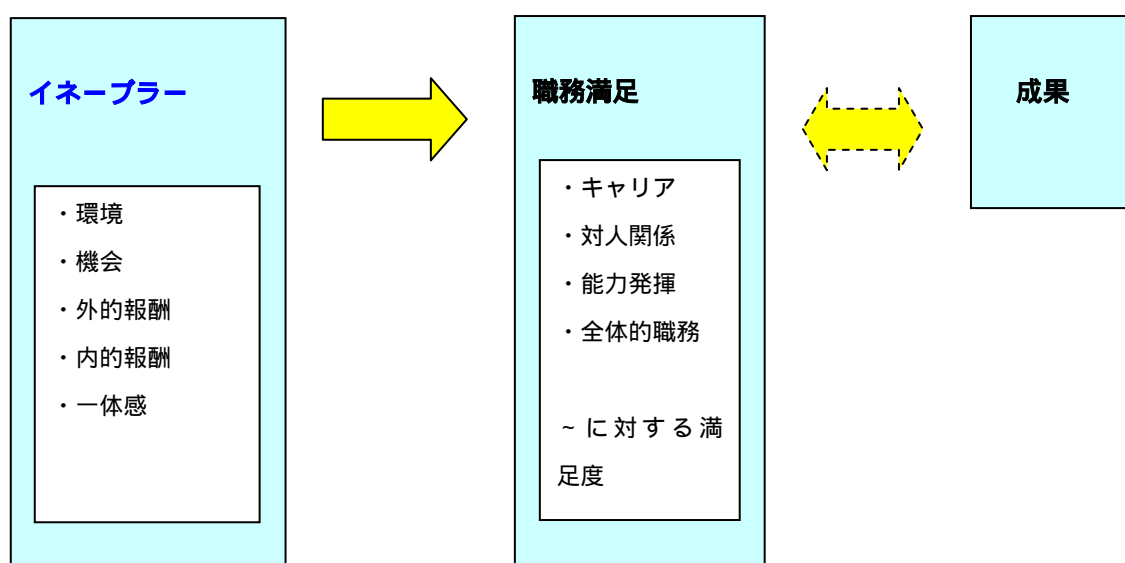 イネーブラー
・環境
・機会
・外的報酬
・内的報酬
・一体感
職務満足
・キャリア
・対人関係
・能力発揮
・全体的職務
~に対する満
足度
成果